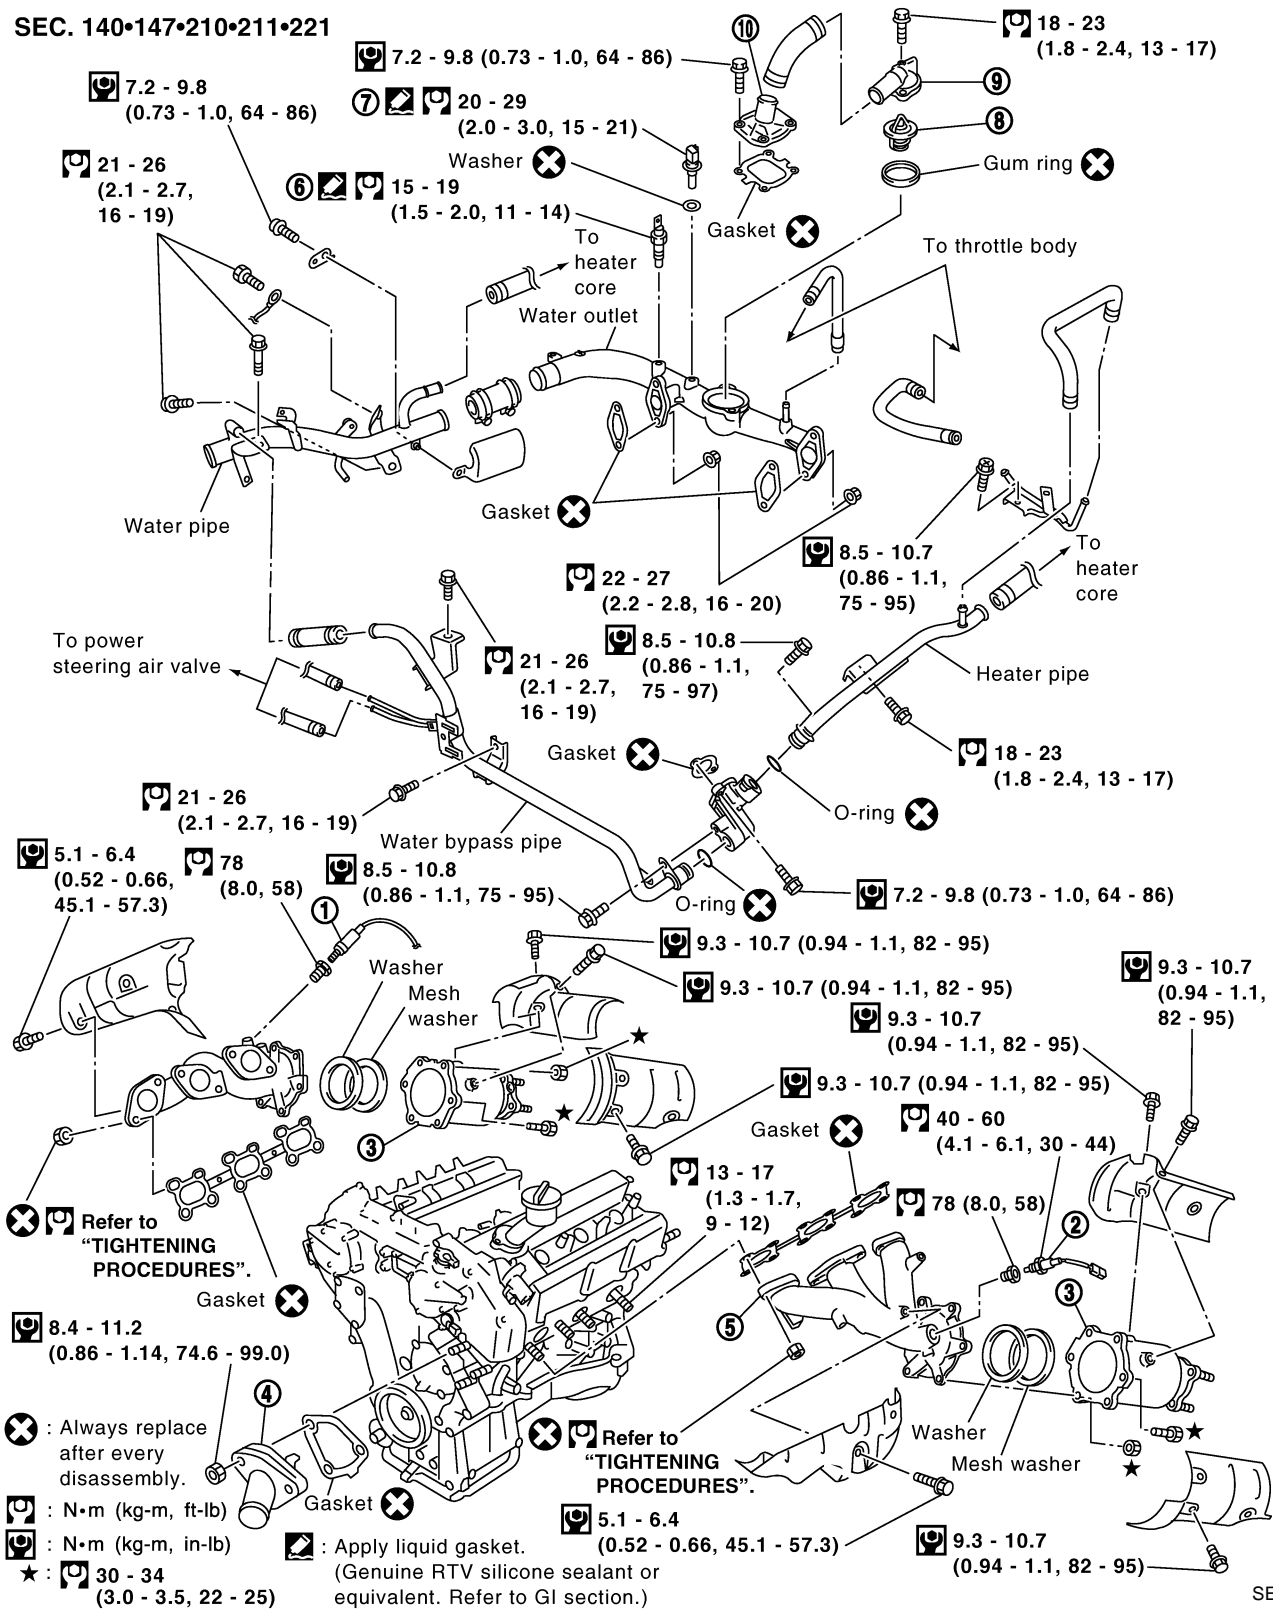 SEC. 140•147•210•211•221
7.2 - 9.8 (0.73 - 1.0, 64 - 86)
10
18 - 23
(1.8 - 2.4, 13 - 17)
7.2 - 9.8
(0.73 - 1.0, 64 - 86)
7
20 - 29
(2.0 - 3.0, 15 - 21)
9
8
21 - 26
(2.1 - 2.7,
16 - 19)
Washer
Gum ring
6
15 - 19
(1.5 - 2.0, 11 - 14)
Gasket
To
heater
core
To throttle body
Water outlet
Gasket
Water pipe
8.5 - 10.7
(0.86 - 1.1,
75 - 95)
To
heater
core
22 - 27
(2.2 - 2.8, 16 - 20)
To power
steering air valve
21 - 26
(2.1 - 2.7,
16 - 19)
8.5 - 10.8
(0.86 - 1.1,
75 - 97)
Heater pipe
Gasket
18 - 23
(1.8 - 2.4, 13 - 17)
21 - 26
(2.1 - 2.7, 16 - 19)
O-ring
Water bypass pipe
5.1 - 6.4
(0.52 - 0.66,
45.1 - 57.3)
78
(8.0, 58)
8.5 - 10.8
(0.86 - 1.1, 75 - 95)
O-ring
7.2 - 9.8 (0.73 - 1.0, 64 - 86)
1
9.3 - 10.7 (0.94 - 1.1, 82 - 95)
Washer
Mesh
washer
9.3 - 10.7 (0.94 - 1.1, 82 - 95)
9.3 - 10.7
(0.94 - 1.1,
82 - 95)
9.3 - 10.7
(0.94 - 1.1, 82 - 95)
★
9.3 - 10.7 (0.94 - 1.1, 82 - 95)
★
3
Gasket
40 - 60
(4.1 - 6.1, 30 - 44)
13 - 17
(1.3 - 1.7,
9 - 12)
78 (8.0, 58)
2
Refer to
“TIGHTENING
PROCEDURES”.
Gasket
3
5
8.4 - 11.2
(0.86 - 1.14, 74.6 - 99.0)
4
: Always replace
after every
disassembly.
Gasket
Refer to
“TIGHTENING
PROCEDURES”.
Washer
Mesh washer
★
★
: N•m (kg-m, ft-lb)
: N•m (kg-m, in-lb)
★ : 30 - 34
(3.0 - 3.5, 22 - 25)
: Apply liquid gasket.
(Genuine RTV silicone sealant or
equivalent. Refer to GI section.)
5.1 - 6.4
(0.52 - 0.66, 45.1 - 57.3)
9.3 - 10.7
(0.94 - 1.1, 82 - 95)
SE